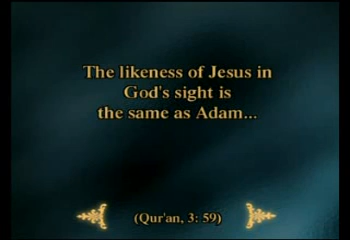 The likeness of Jesus in
God's sight is
the same as Adam...
(Qur'an, 3: 59)